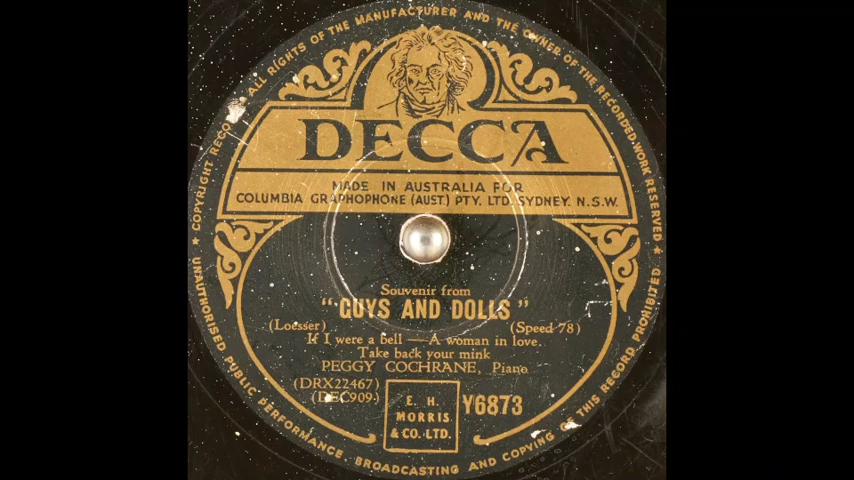 ★ COPYRIGHT RECORD ALL RIGHTS OF THE MANUFACTURER AND THE OWNER OF THE RECORDED WORK RESERVED ★
DECCA
MADE IN AUSTRALIA FOR
COLUMBIA GRAPHOPHONE (AUST) PTY. LTD. SYDNEY. N.S.W.
Souvenir from
"GUYS AND DOLLS"
(Loesser) (Speed 78)
If I were a bell — A woman in love.
Take back your mink
PEGGY COCHRANE, Piano
(DRX22467)
(DEC909)
E. H.
MORRIS
& CO. LTD.
Y6873
UNAUTHORISED PUBLIC PERFORMANCE, BROADCASTING AND COPYING OF THIS RECORD PROHIBITED